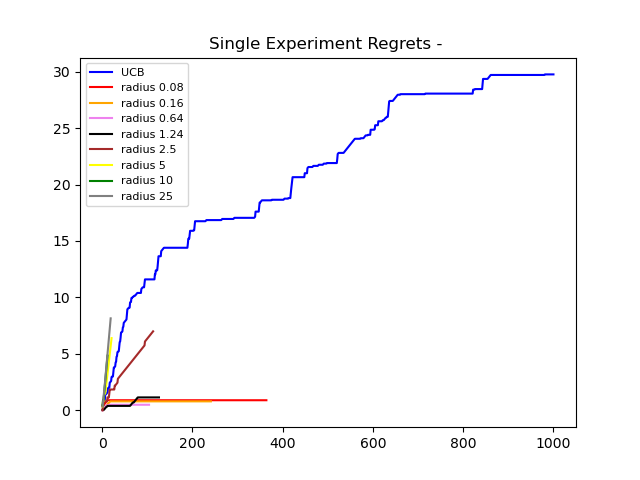 Single Experiment Regrets -
30
25
20
15
10
5
0
UCB
radius 0.08
radius 0.16
radius 0.64
radius 1.24
radius 2.5
radius 5
radius 10
radius 25
0 200 400 600 800 1000